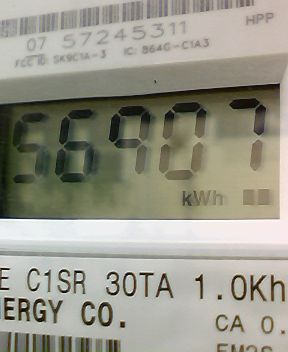 HPP
07 57245311
FCC ID: SK9C1A-3 IC: 864G-C1A3
56907
kWh
E C1SR 30TA 1.0Kh
ERGY CO.
CA 0.